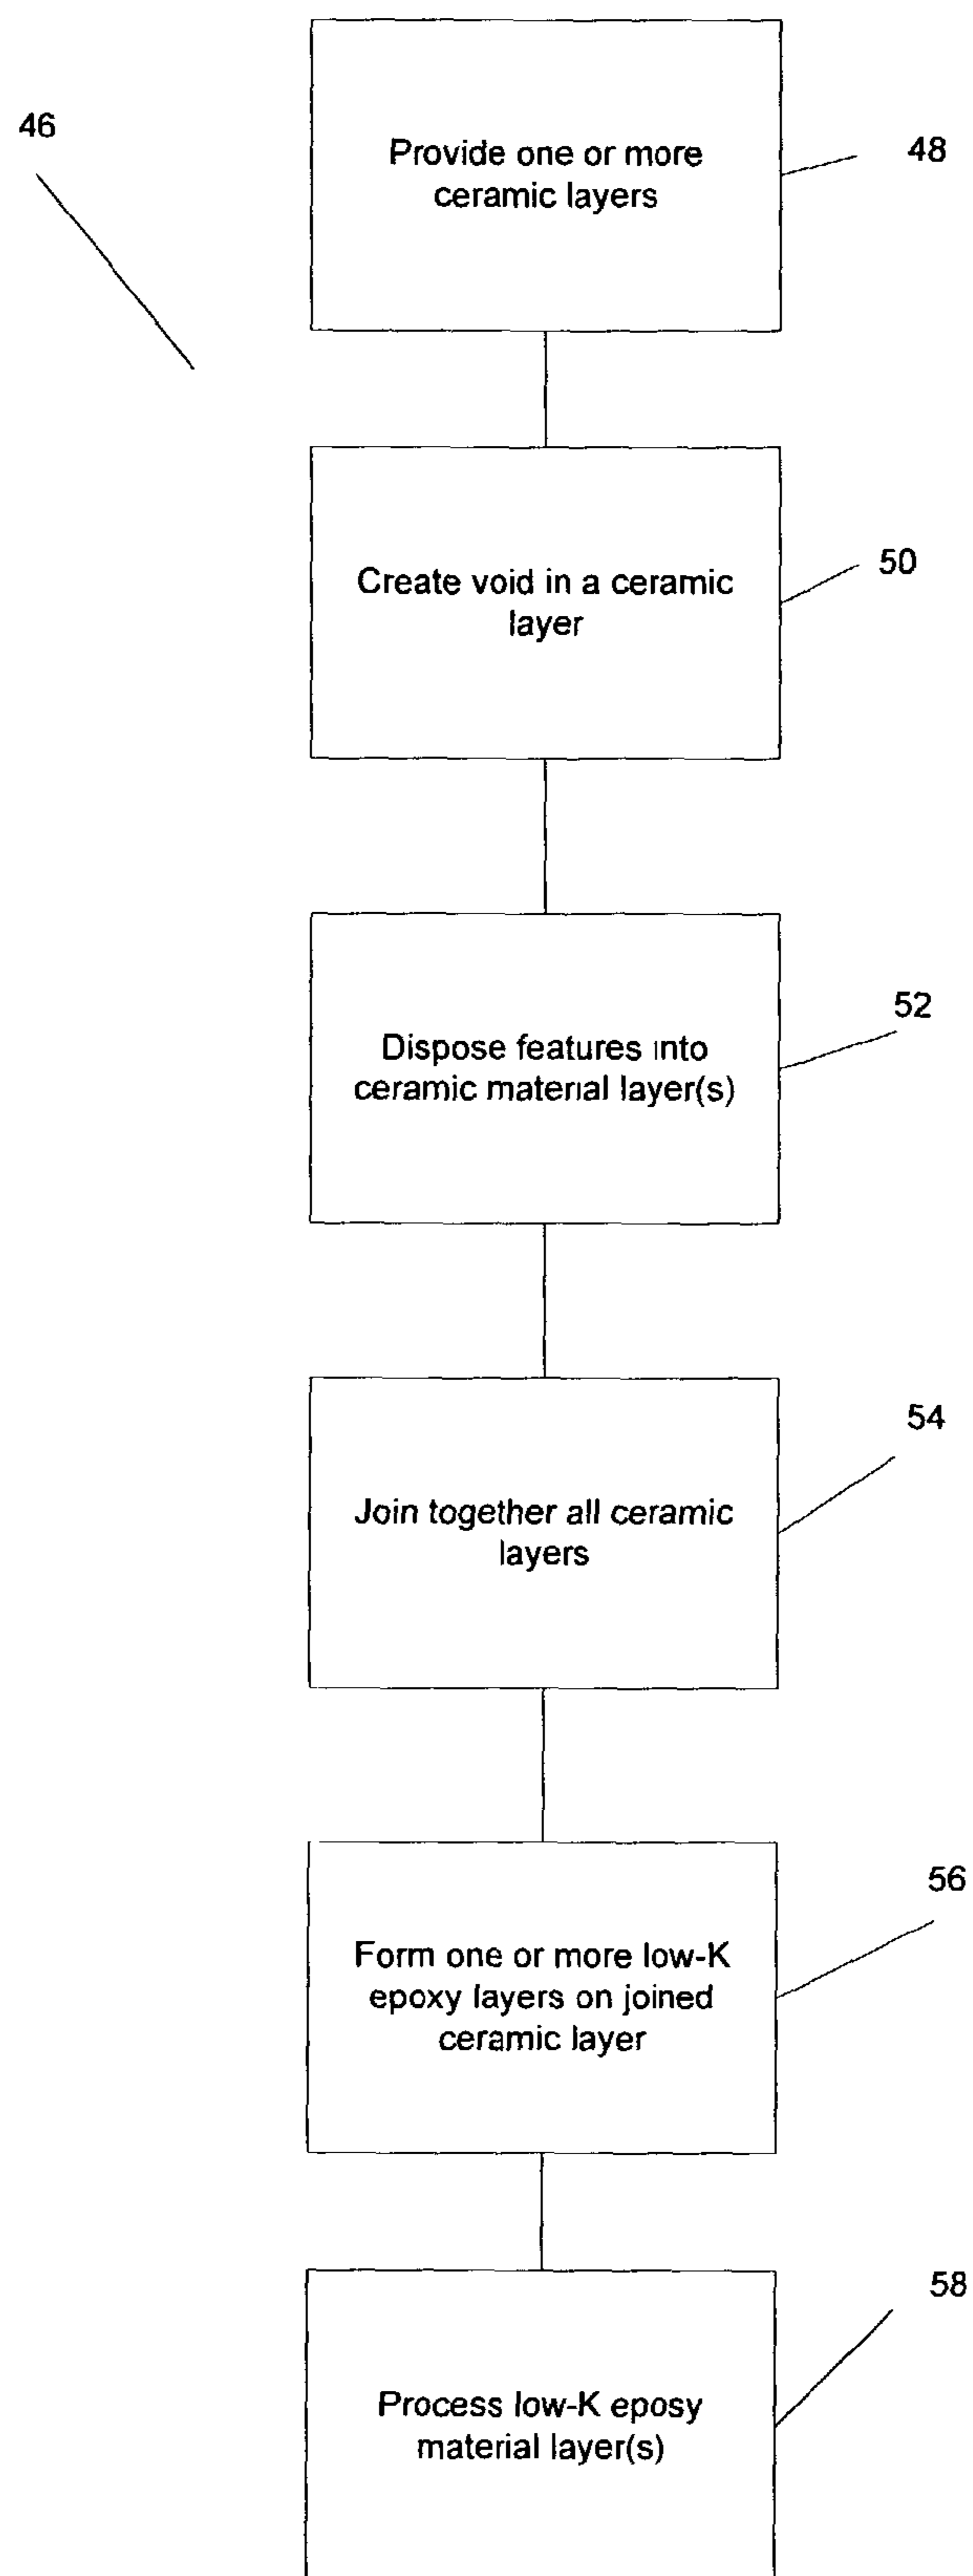 46
Provide one or more
ceramic layers
48
Create void in a ceramic
layer
50
Dispose features into
ceramic material layer(s)
52
Join together all ceramic
layers
54
Form one or more low-K
epoxy layers on joined
ceramic layer
56
Process low-K eposy
material layer(s)
58